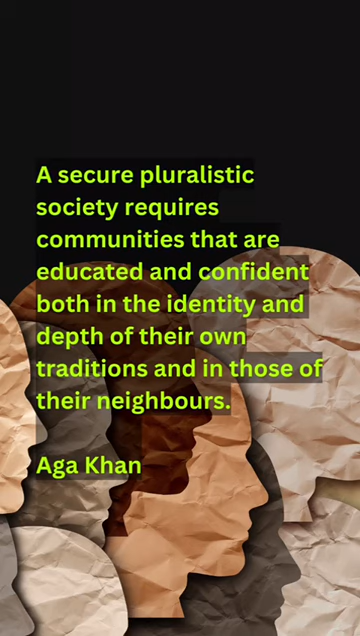 A secure pluralistic
society requires
communities that are
educated and confident
both in the identity and
depth of their own
traditions and in those of
their neighbours.
Aga Khan